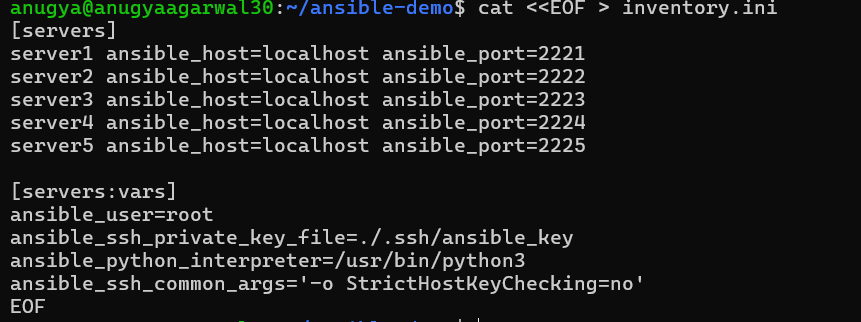 anugya@anugyaagarwal30:~/ansible-demo$ cat <<EOF > inventory.ini
[servers]
server1 ansible_host=localhost ansible_port=2221
server2 ansible_host=localhost ansible_port=2222
server3 ansible_host=localhost ansible_port=2223
server4 ansible_host=localhost ansible_port=2224
server5 ansible_host=localhost ansible_port=2225

[servers:vars]
ansible_user=root
ansible_ssh_private_key_file=./.ssh/ansible_key
ansible_python_interpreter=/usr/bin/python3
ansible_ssh_common_args='-o StrictHostKeyChecking=no'
EOF